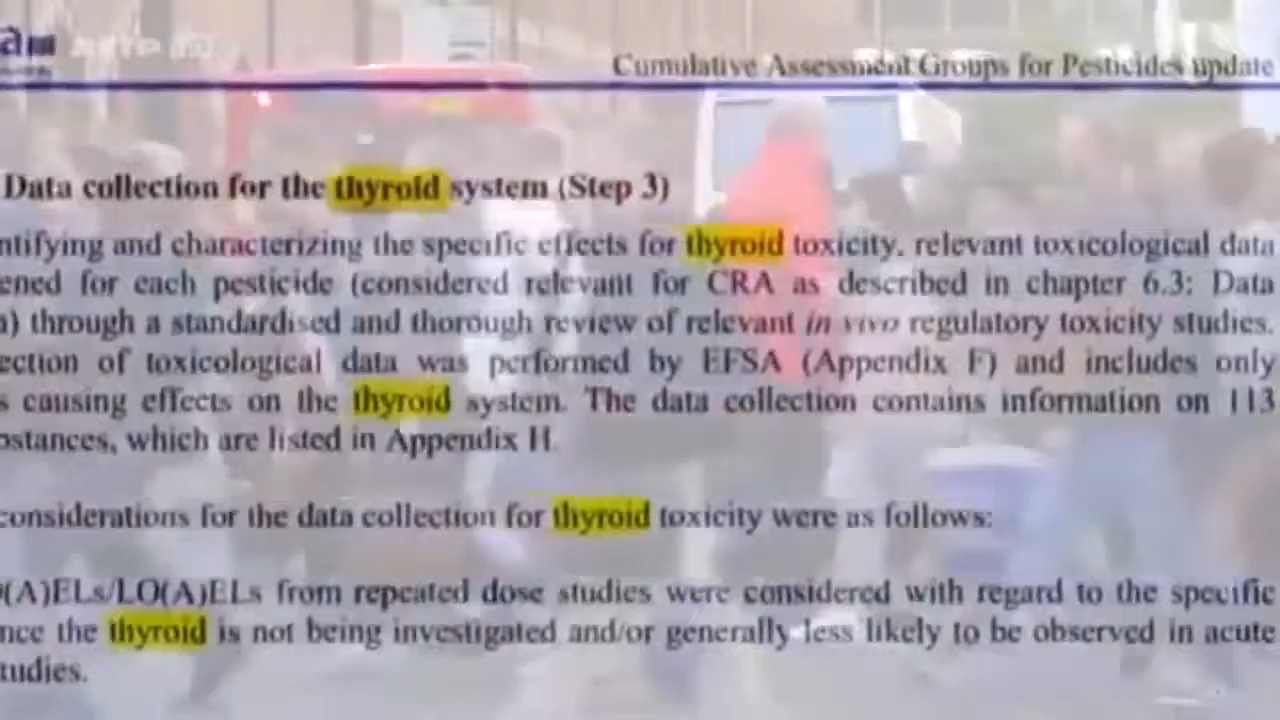 arte HD
Cumulative Assessment Groups for Pesticides update
Data collection for the thyroid system (Step 3)
ntifying and characterizing the specific effects for thyroid toxicity, relevant toxicological data
ened for each pesticide (considered relevant for CRA as described in chapter 6.3: Data
a) through a standardised and thorough review of relevant in vivo regulatory toxicity studies.
ection of toxicological data was performed by EFSA (Appendix F) and includes only
s causing effects on the thyroid system. The data collection contains information on 113
bstances, which are listed in Appendix H.
considerations for the data collection for thyroid toxicity were as follows:
(A)ELs/LO(A)ELs from repeated dose studies were considered with regard to the specific
nce the thyroid is not being investigated and/or generally less likely to be observed in acute
tudies.